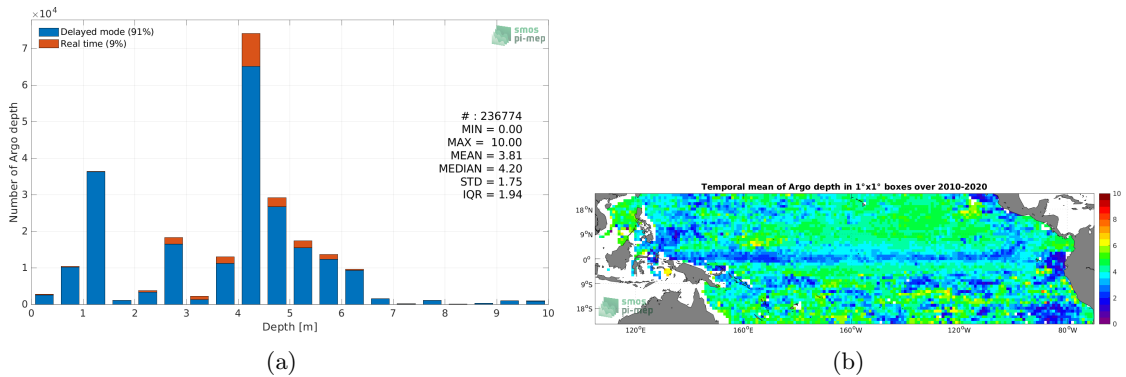 ×10⁴
Delayed mode (91%)
Real time (9%)
smos
pi-mep
7
6
5
4
3
2
1
0
Number of Argo depth
# : 236774
MIN = 0.00
MAX = 10.00
MEAN = 3.81
MEDIAN = 4.20
STD = 1.75
IQR = 1.94
0 1 2 3 4 5 6 7 8 9 10
Depth [m]
(a)
Temporal mean of Argo depth in 1°x1° boxes over 2010-2020
18°N
9°N
0°
9°S
18°S
smos
pi-mep
120°E 160°E 160°W 120°W 80°W
10
8
6
4
2
0
(b)